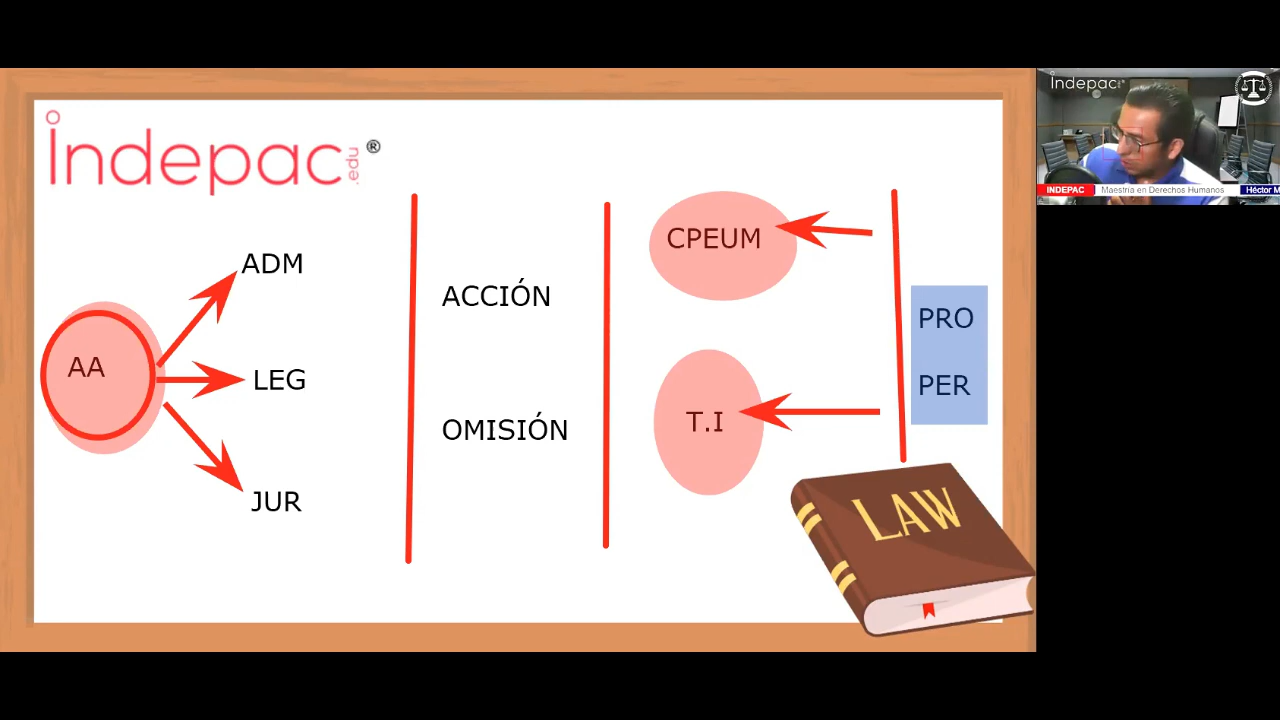 indepac .edu ®
ADM
AA
LEG
JUR
ACCIÓN
OMISIÓN
CPEUM
T.I
PRO
PER
LAW
indepac
INDEPAC
Maestría en Derechos Humanos
Héctor M